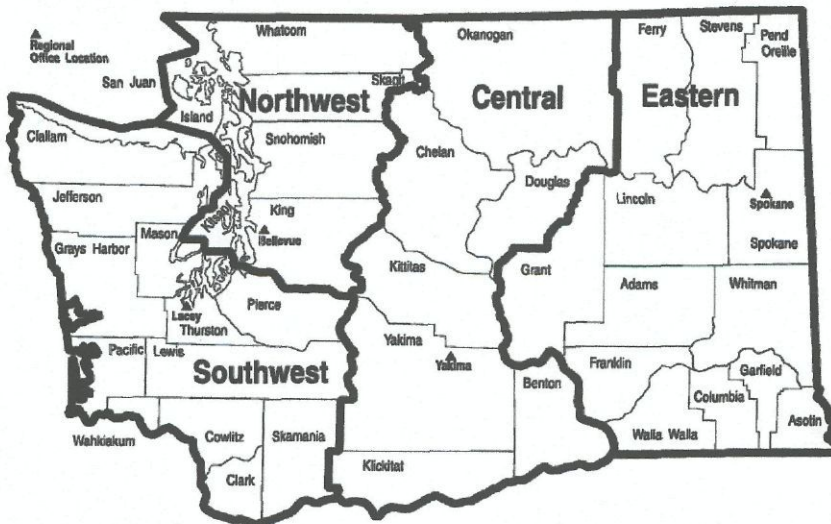 Regional
Office Location
San Juan
Whatcom
Skagit
Northwest
Island
Snohomish
King
Bellevue
Kitsap
Okanogan
Central
Chelan
Douglas
Kittitas
Yakima
Yakima
Benton
Klickitat
Ferry
Stevens
Pend
Oreille
Eastern
Lincoln
Spokane
Spokane
Grant
Adams
Whitman
Franklin
Garfield
Columbia
Walla Walla
Asotin
Clallam
Jefferson
Mason
Grays Harbor
Lacey
Thurston
Pierce
Pacific
Lewis
Southwest
Wahkiakum
Cowlitz
Skamania
Clark